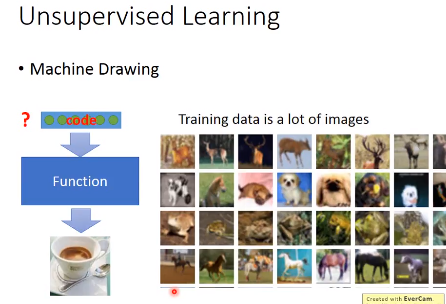 Unsupervised Learning
• Machine Drawing
? code
Training data is a lot of images
Function
Created with EverCam.